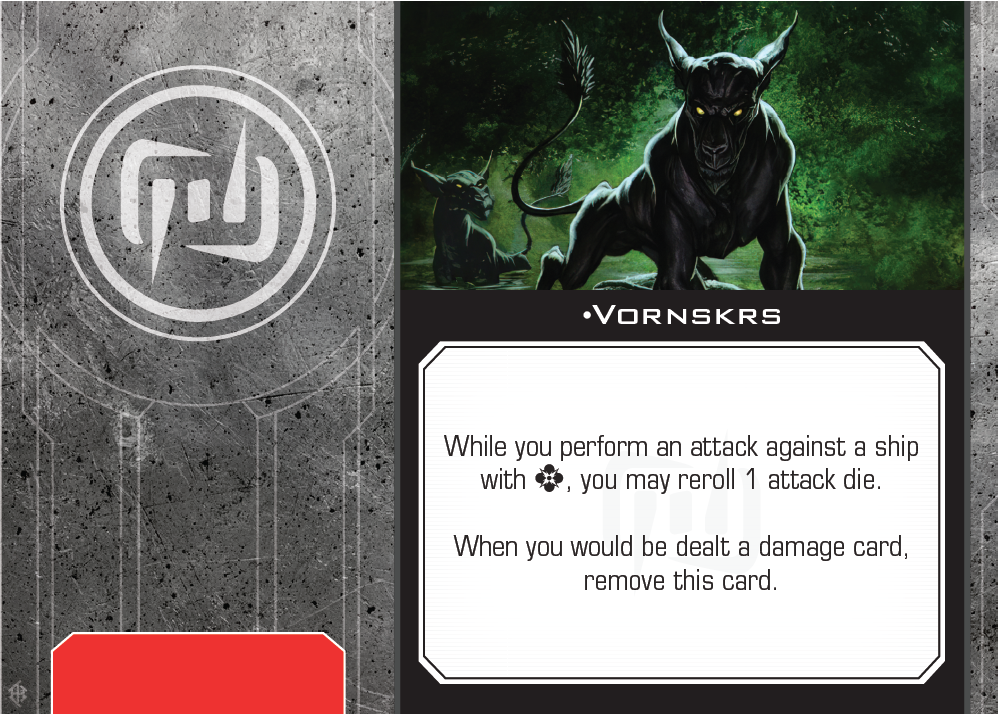 •Vornskrs
While you perform an attack against a ship
with , you may reroll 1 attack die.
When you would be dealt a damage card,
remove this card.